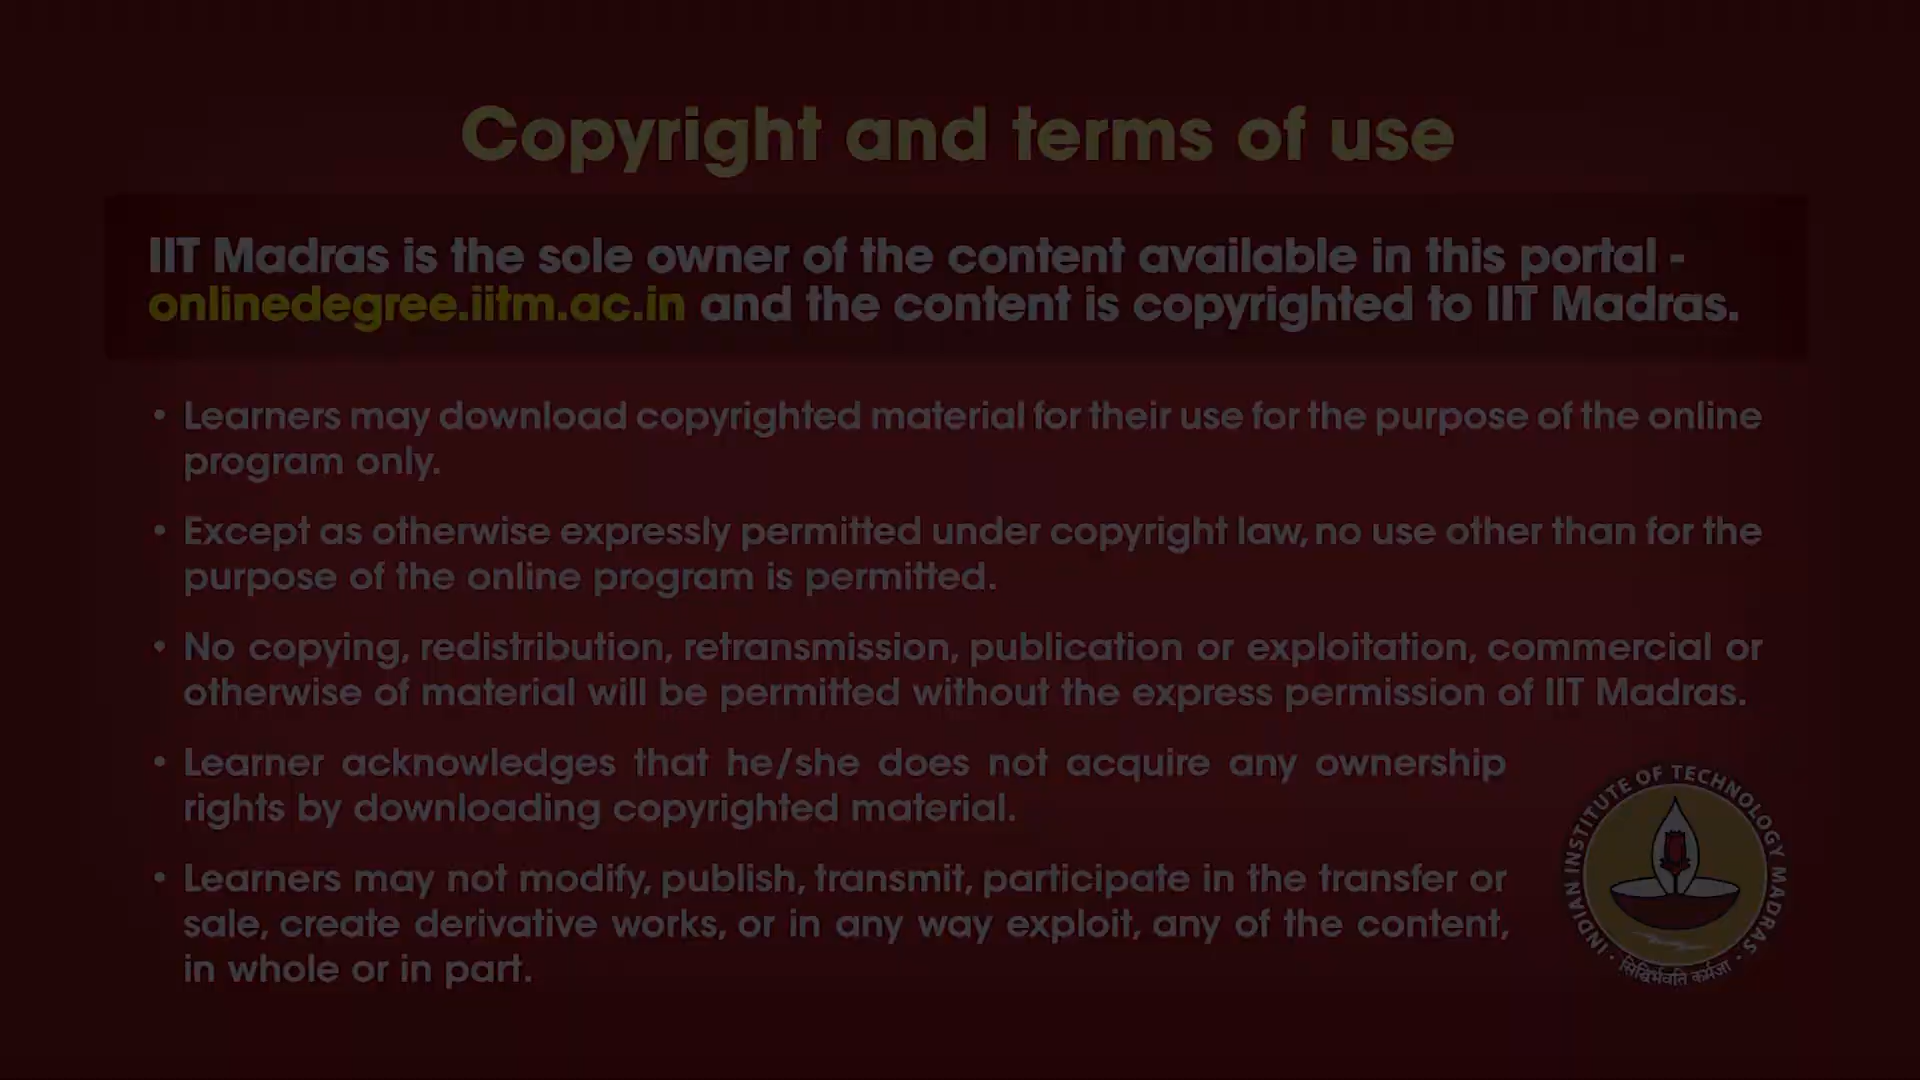 Copyright and terms of use
IIT Madras is the sole owner of the content available in this portal -
onlinedegree.iitm.ac.in and the content is copyrighted to IIT Madras.
• Learners may download copyrighted material for their use for the purpose of the online
program only.
• Except as otherwise expressly permitted under copyright law, no use other than for the
purpose of the online program is permitted.
• No copying, redistribution, retransmission, publication or exploitation, commercial or
otherwise of material will be permitted without the express permission of IIT Madras.
• Learner acknowledges that he/she does not acquire any ownership
rights by downloading copyrighted material.
• Learners may not modify, publish, transmit, participate in the transfer or
sale, create derivative works, or in any way exploit, any of the content,
in whole or in part.
INDIAN INSTITUTE OF TECHNOLOGY MADRAS
सिद्धिर्भवति कर्मजा